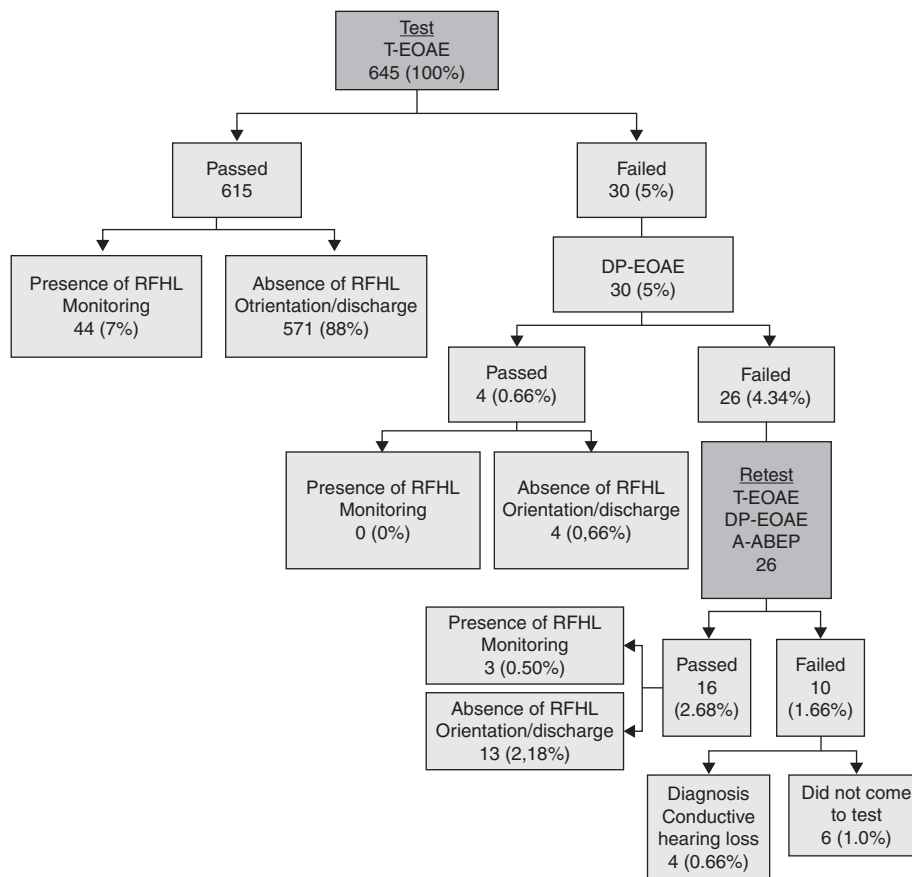 Test
T-EOAE
645 (100%)
Passed
615
Failed
30 (5%)
Presence of RFHL
Monitoring
44 (7%)
Absence of RFHL
Otrientation/discharge
571 (88%)
DP-EOAE
30 (5%)
Passed
4 (0.66%)
Failed
26 (4.34%)
Presence of RFHL
Monitoring
0 (0%)
Absence of RFHL
Orientation/discharge
4 (0,66%)
Retest
T-EOAE
DP-EOAE
A-ABEP
26
Presence of RFHL
Monitoring
3 (0.50%)
Absence of RFHL
Orientation/discharge
13 (2,18%)
Passed
16
(2.68%)
Failed
10
(1.66%)
Diagnosis
Conductive
hearing loss
4 (0.66%)
Did not come
to test
6 (1.0%)